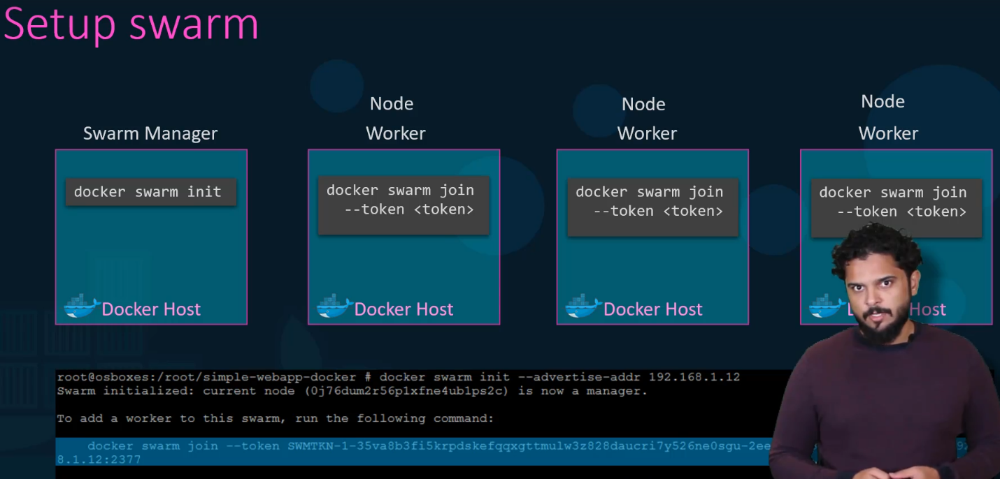 Setup swarm
Node
Node
Node
Swarm Manager
Worker
Worker
Worker
docker swarm init
docker swarm join
--token <token>
docker swarm join
--token <token>
docker swarm join
--token <token>
Docker Host
Docker Host
Docker Host
Host
root@osboxes:/root/simple-webapp-docker # docker swarm init --advertise-addr 192.168.1.12
Swarm initialized: current node (0j76dum2r56p1xfne4ub1ps2c) is now a manager.
To add a worker to this swarm, run the following command:
docker swarm join --token SWMTKN-1-35va8b3fi5krpdskefqqxgttmulw3z828daucri7y526ne0sgu-2ee
8.1.12:2377